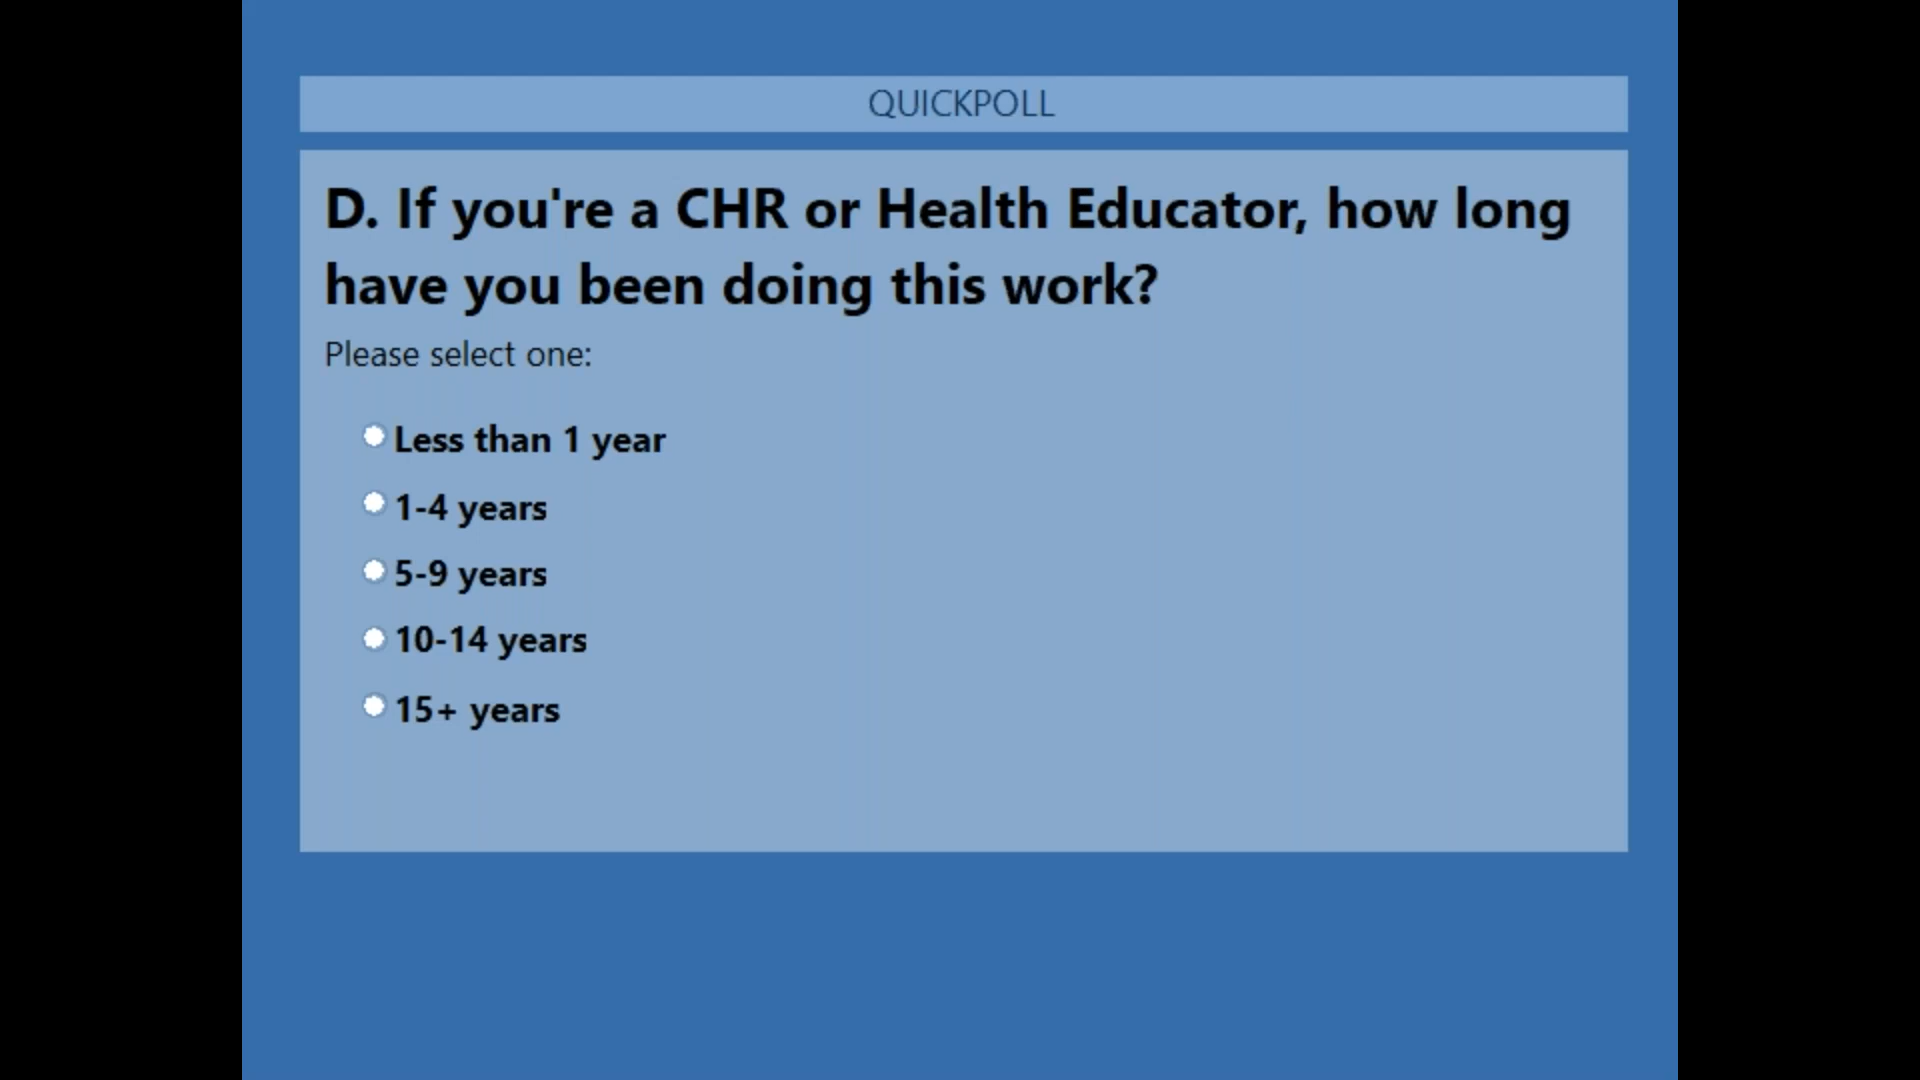 QUICKPOLL
D. If you're a CHR or Health Educator, how long
have you been doing this work?
Please select one:
Less than 1 year
1-4 years
5-9 years
10-14 years
15+ years